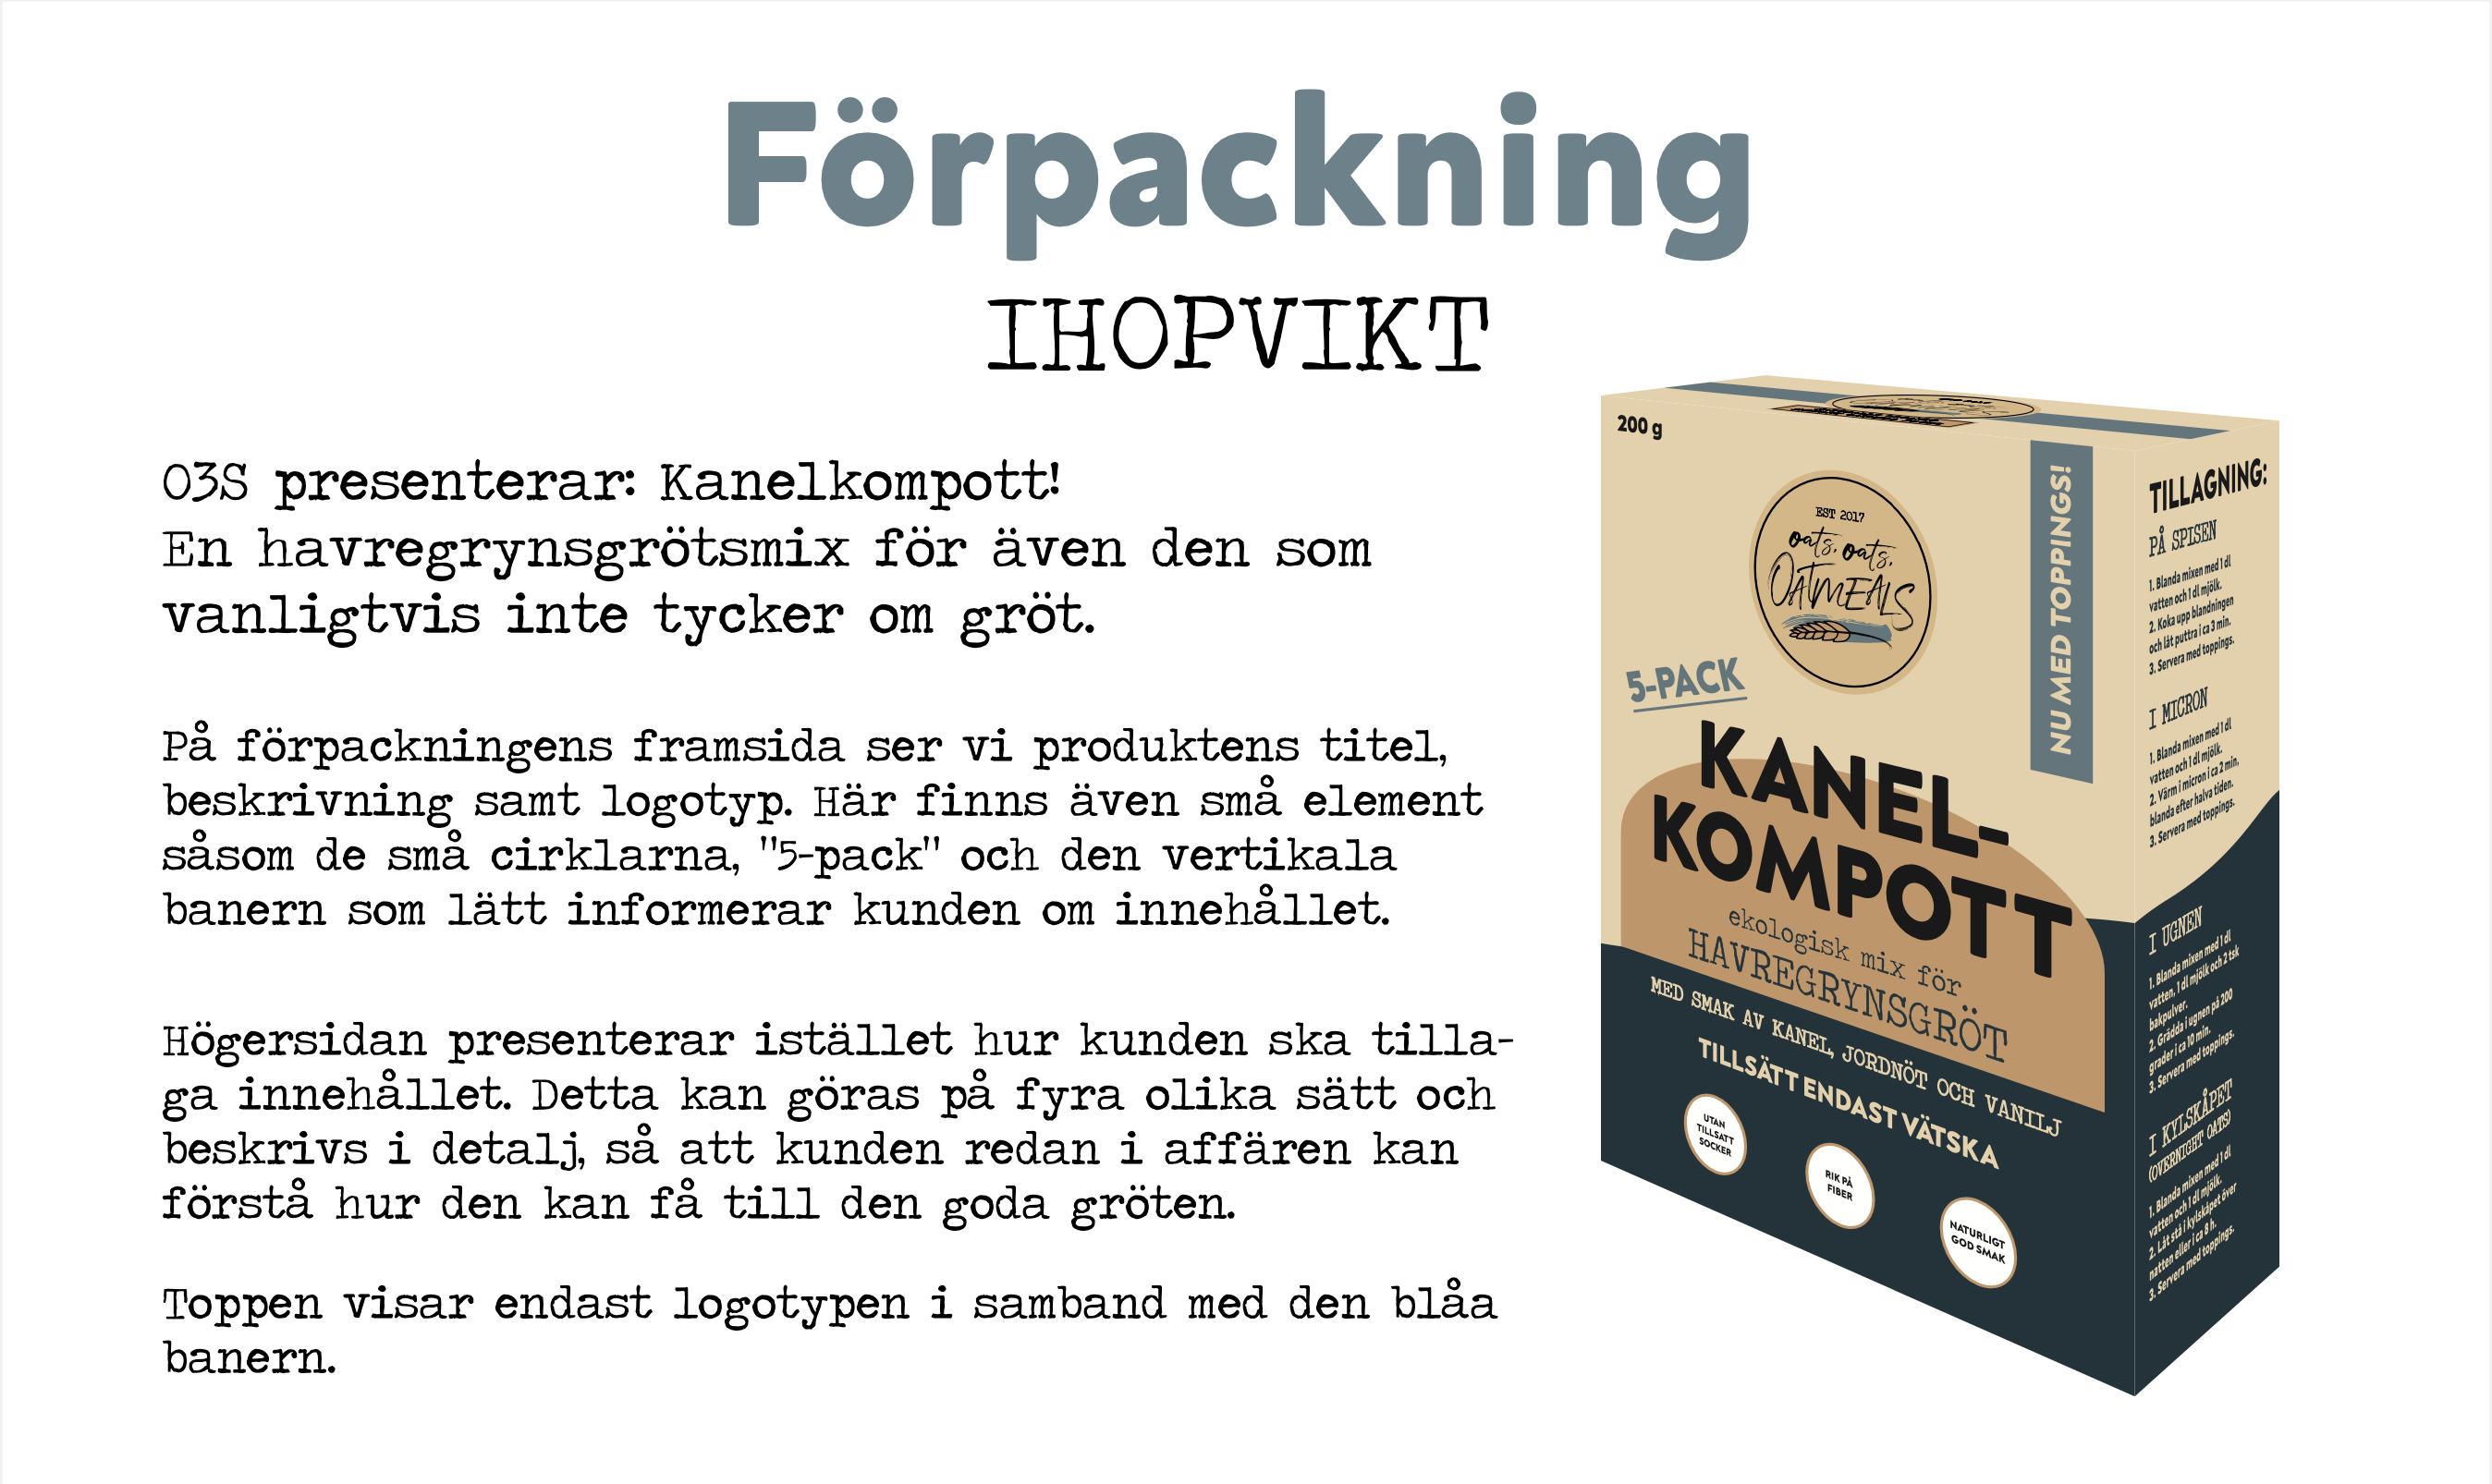 Förpackning
IHOPVIKT
O3S presenterar: Kanelkompott!
En havregrynsgrötsmix för även den som
vanligtvis inte tycker om gröt.
På förpackningens framsida ser vi produktens titel,
beskrivning samt logotyp. Här finns även små element
såsom de små cirklarna, "5-pack" och den vertikala
banern som lätt informerar kunden om innehållet.
Högersidan presenterar istället hur kunden ska tilla-
ga innehållet. Detta kan göras på fyra olika sätt och
beskrivs i detalj, så att kunden redan i affären kan
förstå hur den kan få till den goda gröten.
Toppen visar endast logotypen i samband med den blåa
banern.
200 g
EST 2017
oats, oats,
OATMEALS
NU MED TOPPINGS!
5-PACK
KANEL-
KOMPOTT
ekologisk mix för
HAVREGRYNSGRÖT
MED SMAK AV KANEL, JORDNÖT OCH VANILJ
TILLSÄTT ENDAST VÄTSKA
UTAN
TILLSATT
SOCKER
RIK PÅ
FIBER
NATURLIGT
GOD SMAK
TILLAGNING:
PÅ SPISEN
1. Blanda mixen med 1 dl
vatten och 1 dl mjölk.
2. Koka upp blandningen
och låt puttra i ca 3 min.
3. Servera med toppings.
I MICRON
1. Blanda mixen med 1 dl
vatten och 1 dl mjölk.
2. Värm i micron i ca 2 min.
blanda efter halva tiden.
3. Servera med toppings.
I UGNEN
1. Blanda mixen med 1 dl
vatten, 1 dl mjölk och 2 tsk
bakpulver.
2. Grädda i ugnen på 200
grader i ca 10 min.
3. Servera med toppings.
I KYLSKÅPET
(OVERNIGHT OATS)
1. Blanda mixen med 1 dl
vatten och 1 dl mjölk.
2. Låt stå i kylskåpet över
natten eller i ca 8 h.
3. Servera med toppings.